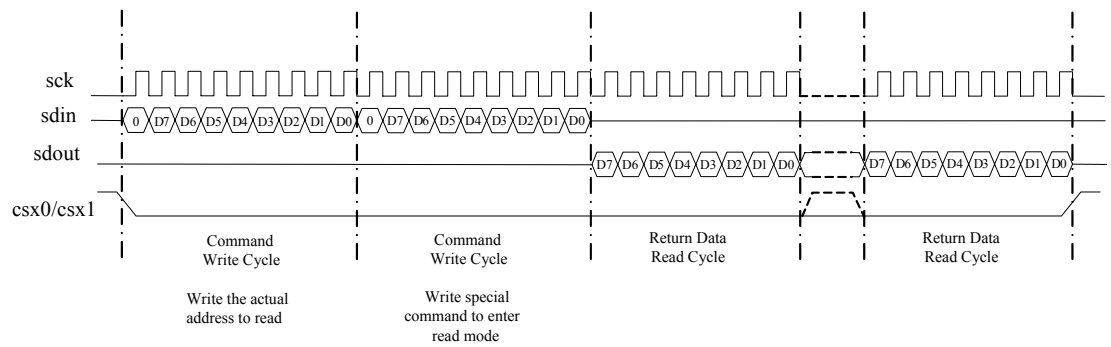 sck
sdin 0 D7 D6 D5 D4 D3 D2 D1 D0 0 D7 D6 D5 D4 D3 D2 D1 D0
sdout D7 D6 D5 D4 D3 D2 D1 D0 D7 D6 D5 D4 D3 D2 D1 D0
csx0/csx1
Command
Write Cycle
Write the actual
address to read
Command
Write Cycle
Write special
command to enter
read mode
Return Data
Read Cycle
Return Data
Read Cycle